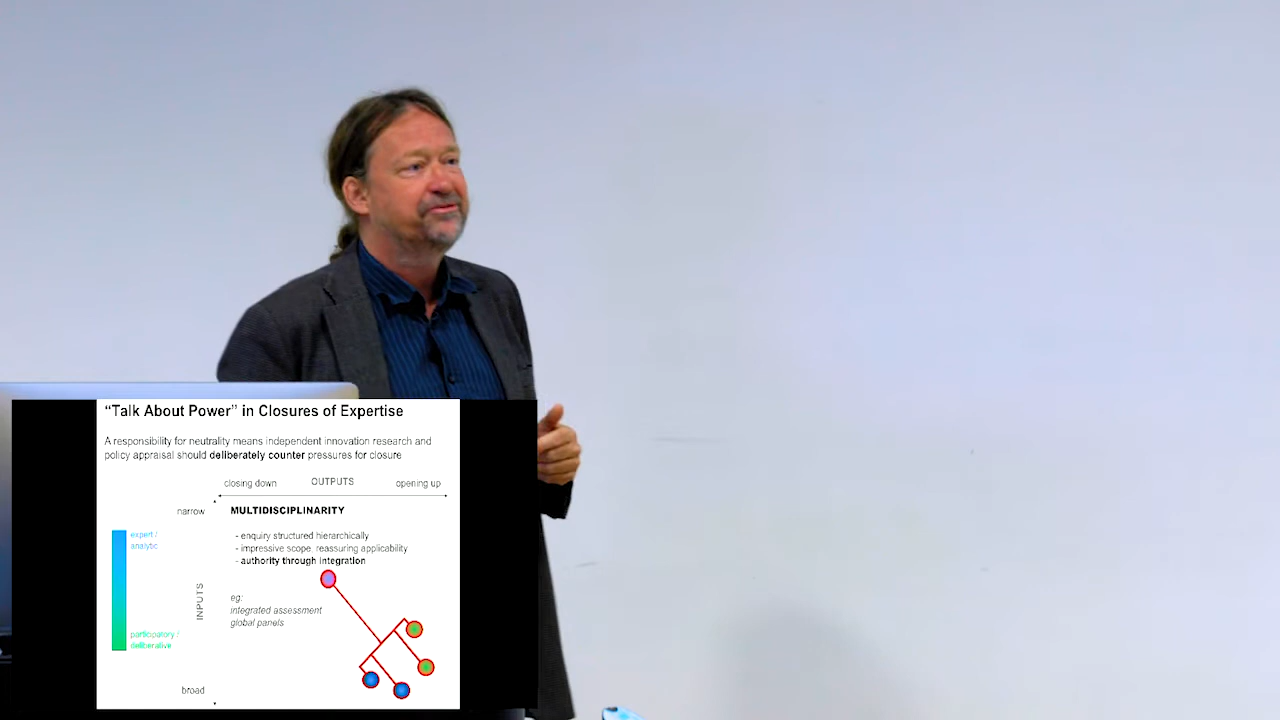 “Talk About Power” in Closures of Expertise
A responsibility for neutrality means independent innovation research and
policy appraisal should deliberately counter pressures for closure
closing down OUTPUTS opening up
narrow
MULTIDISCIPLINARITY
expert /
analytic
- enquiry structured hierarchically
- impressive scope, reassuring applicability
- authority through integration
INPUTS
eg:
integrated assessment
global panels
participatory /
deliberative
broad